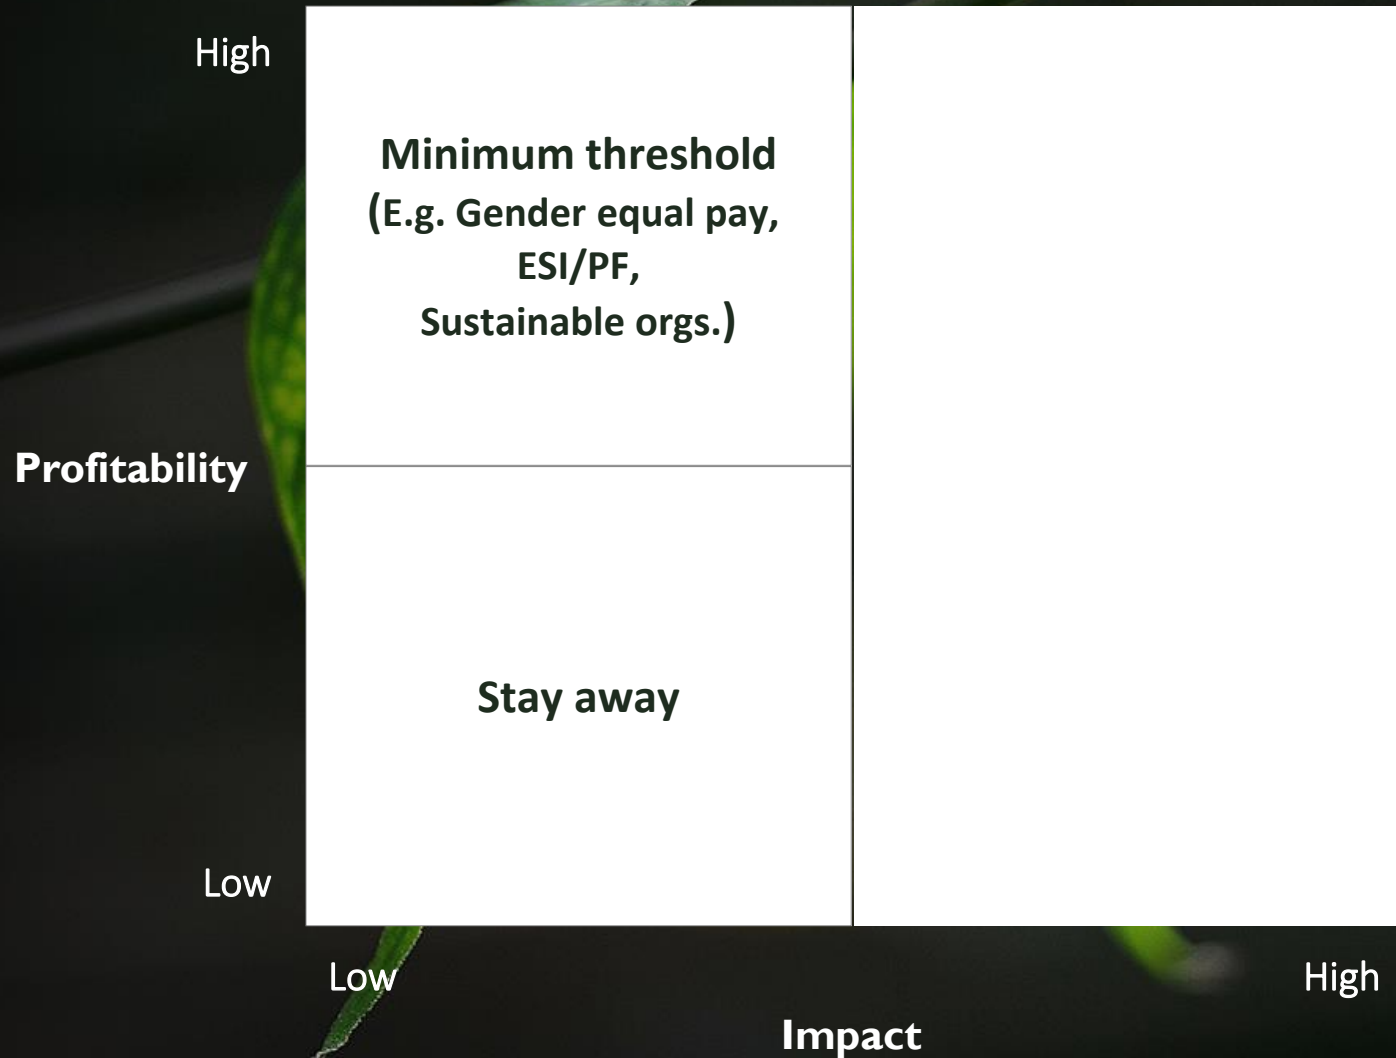 High
Minimum threshold
(E.g. Gender equal pay,
ESI/PF,
Sustainable orgs.)
Profitability
Stay away
Low
Low
High
Impact